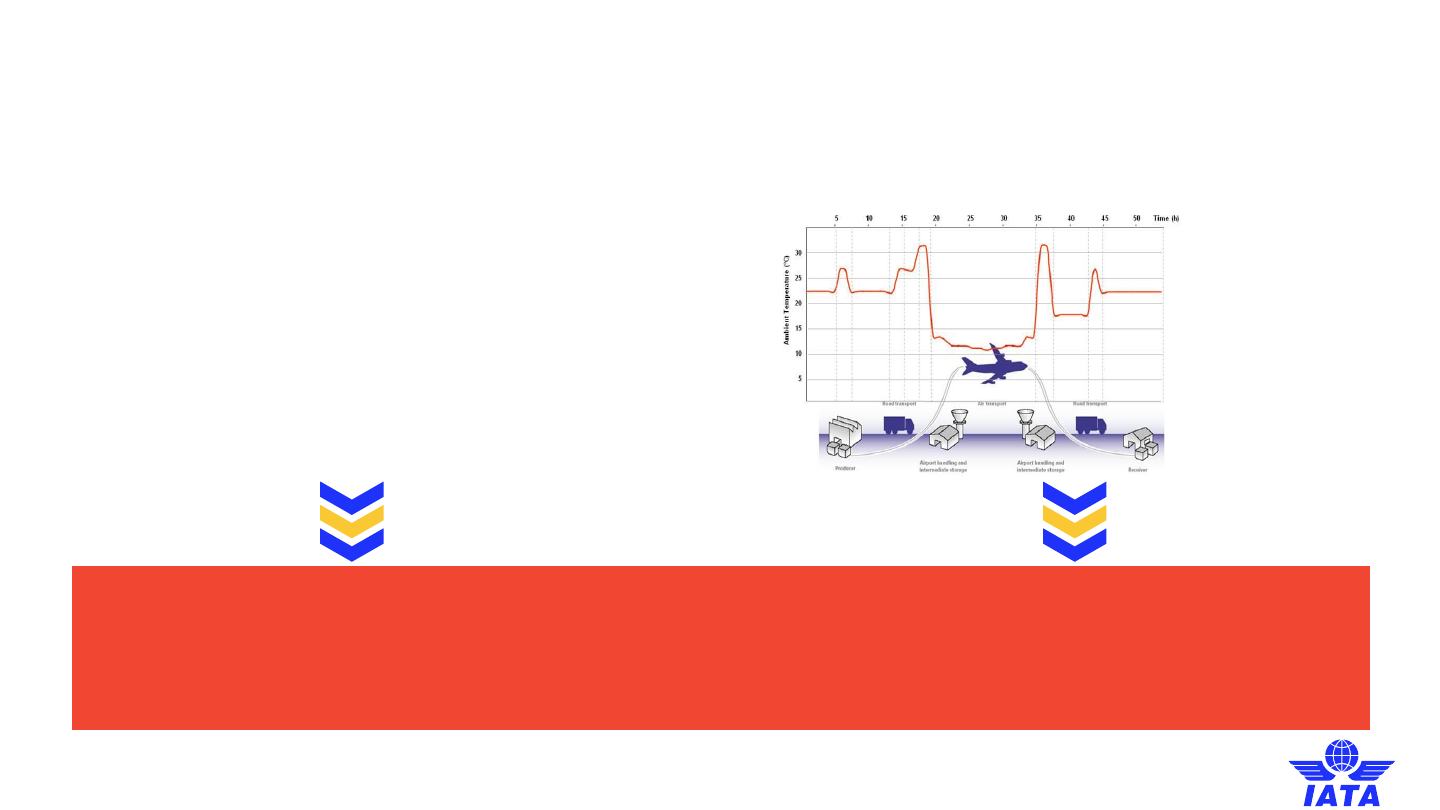 5 10 15 20 25 30 35 40 45 50 Time (h)
Ambient Temperature (°C)
30
25
20
15
10
5
Road transport Air transport Road transport
Producer
Airport handling and
intermediate storage
Airport handling and
intermediate storage
Receiver
IATA